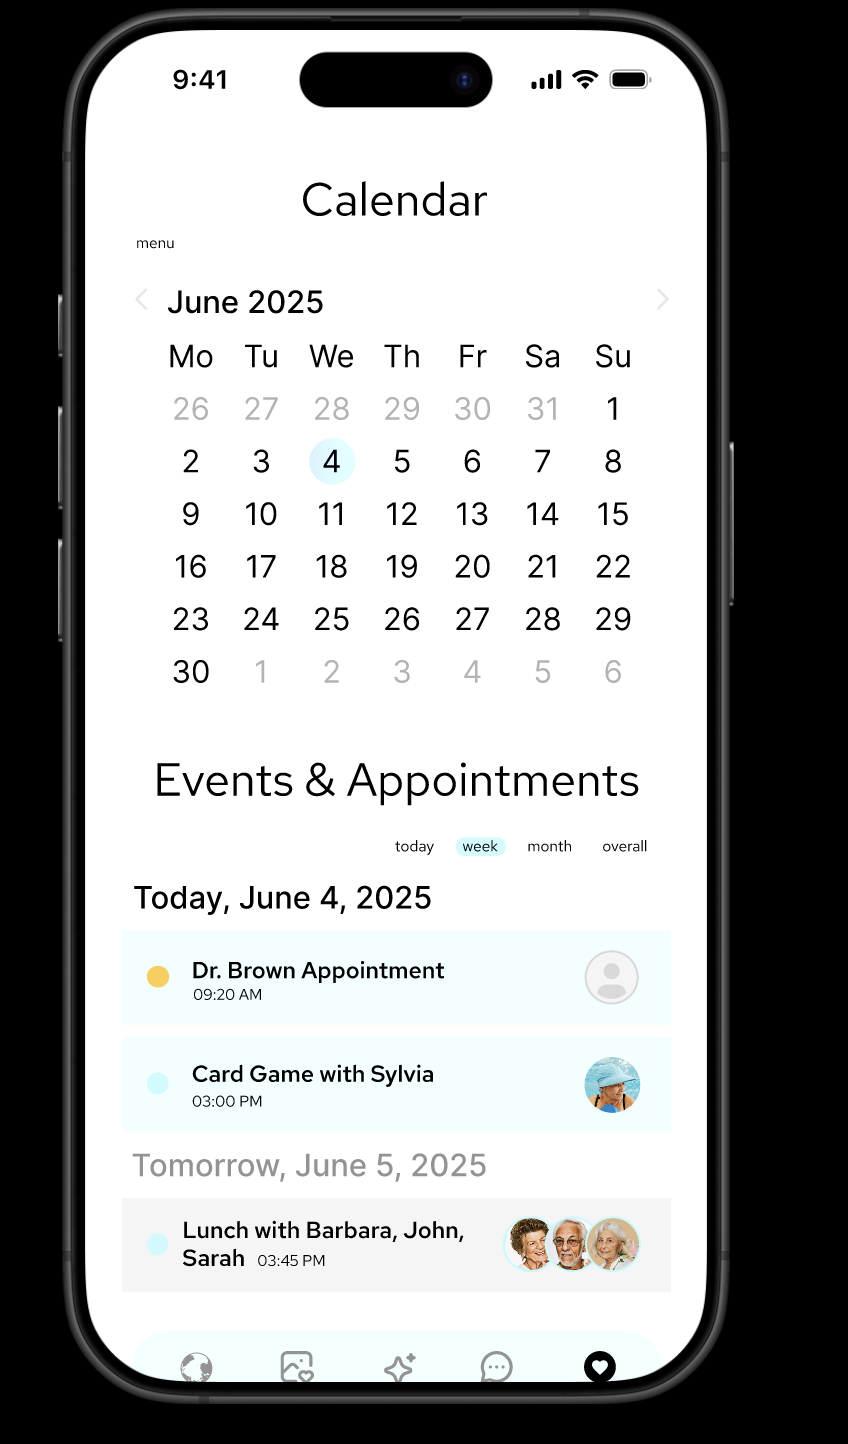 9:41
Calendar
menu
June 2025
Mo Tu We Th Fr Sa Su
26 27 28 29 30 31 1
2 3 4 5 6 7 8
9 10 11 12 13 14 15
16 17 18 19 20 21 22
23 24 25 26 27 28 29
30 1 2 3 4 5 6
Events & Appointments
today week month overall
Today, June 4, 2025
Dr. Brown Appointment
09:20 AM
Card Game with Sylvia
03:00 PM
Tomorrow, June 5, 2025
Lunch with Barbara, John,
Sarah 03:45 PM